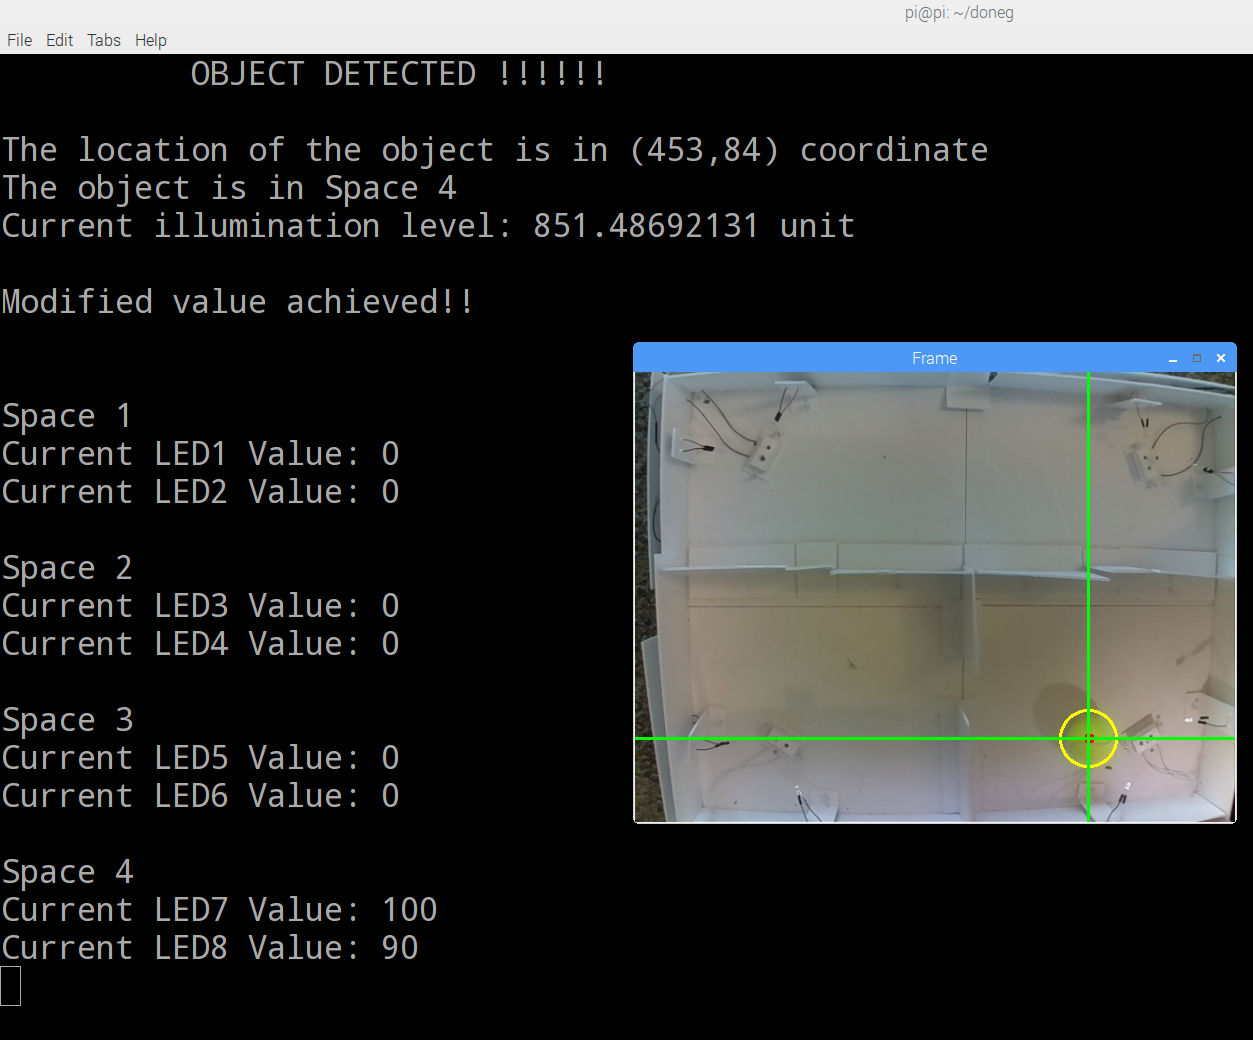 pi@pi: ~/doneg
File Edit Tabs Help
OBJECT DETECTED !!!!!!
The location of the object is in (453,84) coordinate
The object is in Space 4
Current illumination level: 851.48692131 unit
Modified value achieved!!
Frame
Space 1
Current LED1 Value: 0
Current LED2 Value: 0
Space 2
Current LED3 Value: 0
Current LED4 Value: 0
Space 3
Current LED5 Value: 0
Current LED6 Value: 0
Space 4
Current LED7 Value: 100
Current LED8 Value: 90